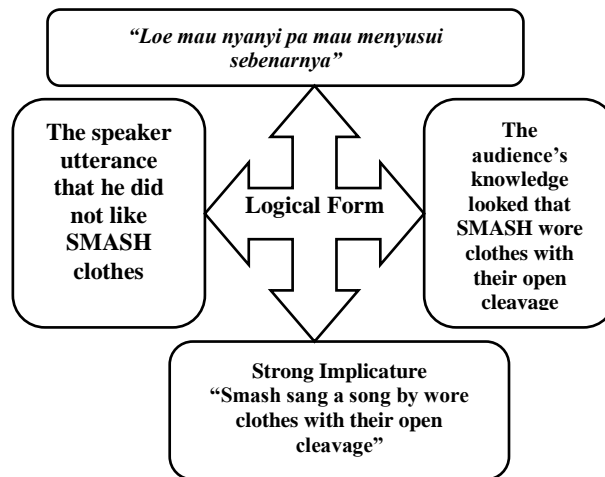 “Loe mau nyanyi pa mau menyusui
sebenarnya”
The speaker
utterance
that he did
not like
SMASH
clothes
Logical Form
The
audience’s
knowledge
looked that
SMASH wore
clothes with
their open
cleavage
Strong Implicature
“Smash sang a song by wore
clothes with their open
cleavage”